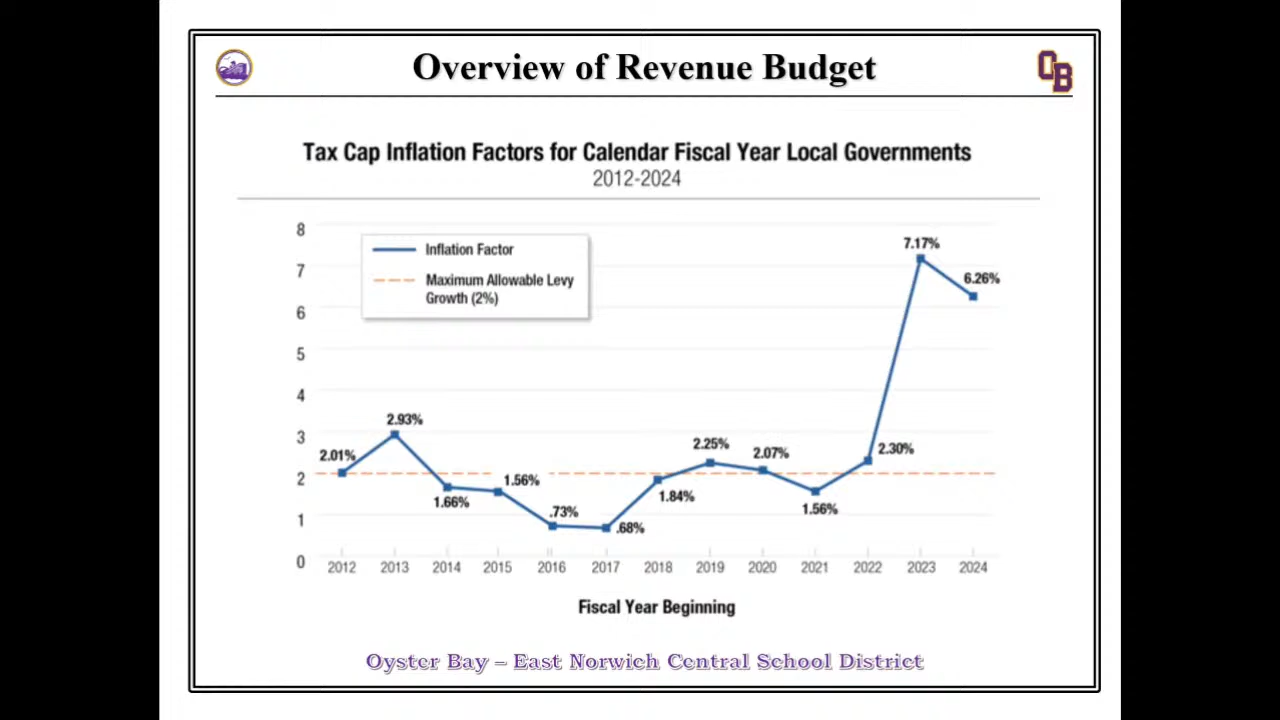 Overview of Revenue Budget
OB
Tax Cap Inflation Factors for Calendar Fiscal Year Local Governments
2012-2024
8
7
6
5
4
3
2
1
0
Inflation Factor
Maximum Allowable Levy
Growth (2%)
2.01%
2.93%
1.66%
1.56%
.73%
.68%
1.84%
2.25%
2.07%
1.56%
2.30%
7.17%
6.26%
2012 2013 2014 2015 2016 2017 2018 2019 2020 2021 2022 2023 2024
Fiscal Year Beginning
Oyster Bay – East Norwich Central School District